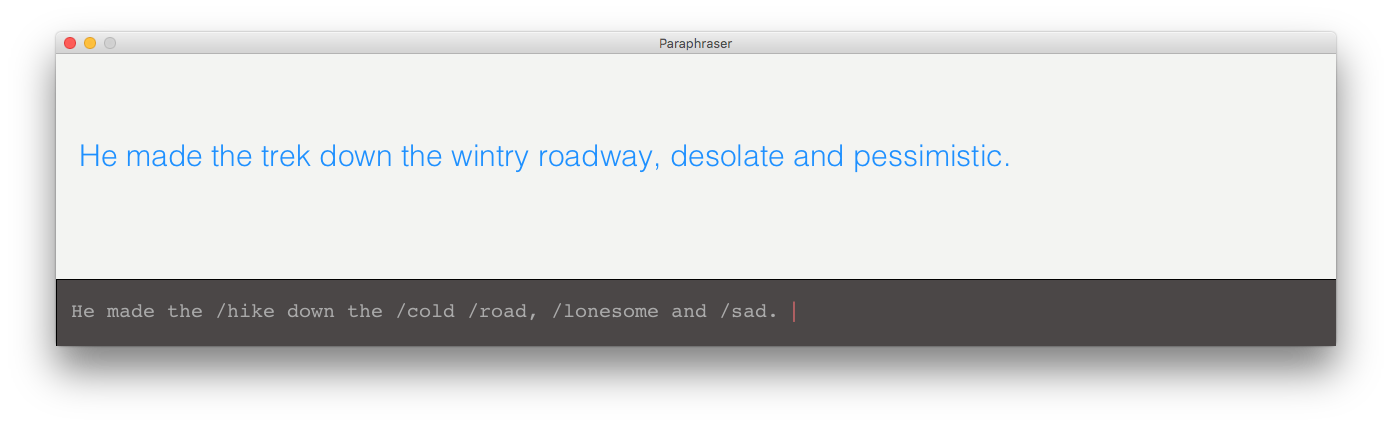 Paraphraser
He made the trek down the wintry roadway, desolate and pessimistic.
He made the /hike down the /cold /road, /lonesome and /sad.